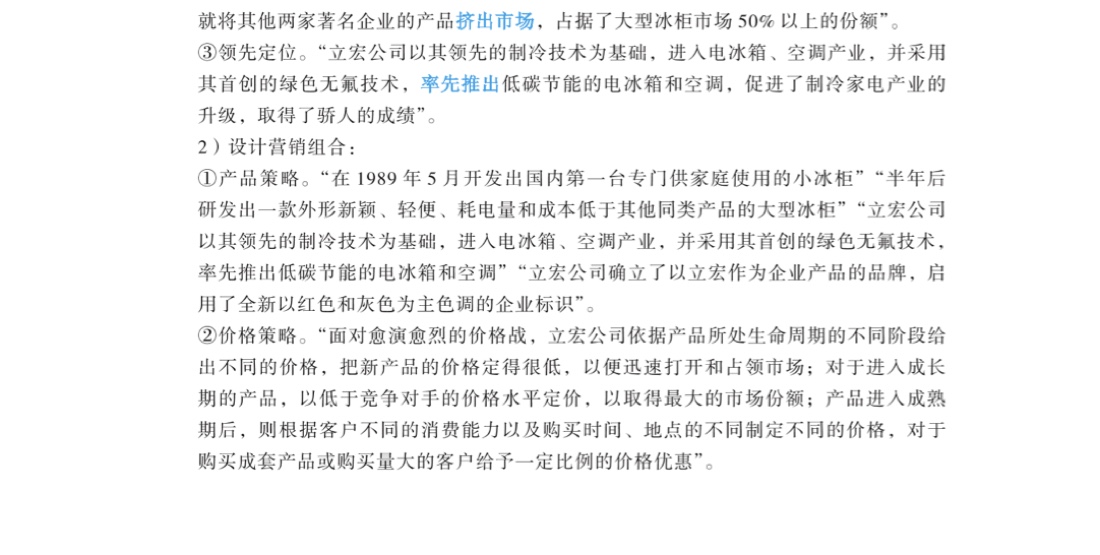 就将其他两家著名企业的产品挤出市场，占据了大型冰柜市场 50% 以上的份额”。
③领先定位。“立宏公司以其领先的制冷技术为基础，进入电冰箱、空调产业，并采用
其首创的绿色无氟技术，率先推出低碳节能的电冰箱和空调，促进了制冷家电产业的
升级，取得了骄人的成绩”。
2）设计营销组合：
①产品策略。“在 1989 年 5 月开发出国内第一台专门供家庭使用的小冰柜”“半年后
研发出一款外形新颖、轻便、耗电量和成本低于其他同类产品的大型冰柜”“立宏公司
以其领先的制冷技术为基础，进入电冰箱、空调产业，并采用其首创的绿色无氟技术，
率先推出低碳节能的电冰箱和空调”“立宏公司确立了以立宏作为企业产品的品牌，启
用了全新以红色和灰色为主色调的企业标识”。
②价格策略。“面对愈演愈烈的价格战，立宏公司依据产品所处生命周期的不同阶段给
出不同的价格，把新产品的价格定得很低，以便迅速打开和占领市场；对于进入成长
期的产品，以低于竞争对手的价格水平定价，以取得最大的市场份额；产品进入成熟
期后，则根据客户不同的消费能力以及购买时间、地点的不同制定不同的价格，对于
购买成套产品或购买量大的客户给予一定比例的价格优惠”。